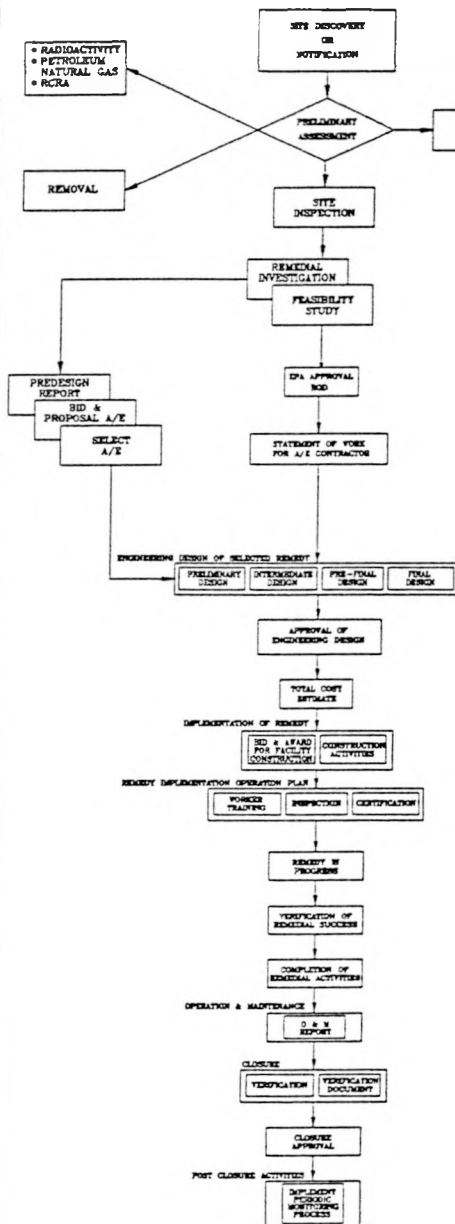 SITE DISCOVERY
OR
NOTIFICATION
• RADIOACTIVITY
• PETROLEUM
NATURAL GAS
• RCRA
PRELIMINARY
ASSESSMENT
REMOVAL
SITE
INSPECTION
REMEDIAL
INVESTIGATION
FEASIBILITY
STUDY
EPA APPROVAL
ROD
PREDESIGN
REPORT
BID &
PROPOSAL A/E
SELECT
A/E
STATEMENT OF WORK
FOR A/E CONTRACTOR
ENGINEERING DESIGN OF SELECTED REMEDY
PRELIMINARY
DESIGN
INTERMEDIATE
DESIGN
PRE-FINAL
DESIGN
FINAL
DESIGN
APPROVAL OF
ENGINEERING DESIGN
TOTAL COST
ESTIMATE
IMPLEMENTATION OF REMEDY
BID & AWARD
FOR FACILITY
CONSTRUCTION
CONSTRUCTION
ACTIVITIES
REMEDY IMPLEMENTATION OPERATION PLAN
WORKER
TRAINING
INSPECTION
CERTIFICATION
REMEDY IN
PROGRESS
VERIFICATION OF
REMEDIAL SUCCESS
COMPLETION OF
REMEDIAL ACTIVITIES
OPERATION & MAINTENANCE
O & M
REPORT
CLOSURE
VERIFICATION
VERIFICATION
DOCUMENT
CLOSURE
APPROVAL
POST CLOSURE ACTIVITIES
IMPLEMENT
PERIODIC
MONITORING
PROCESS